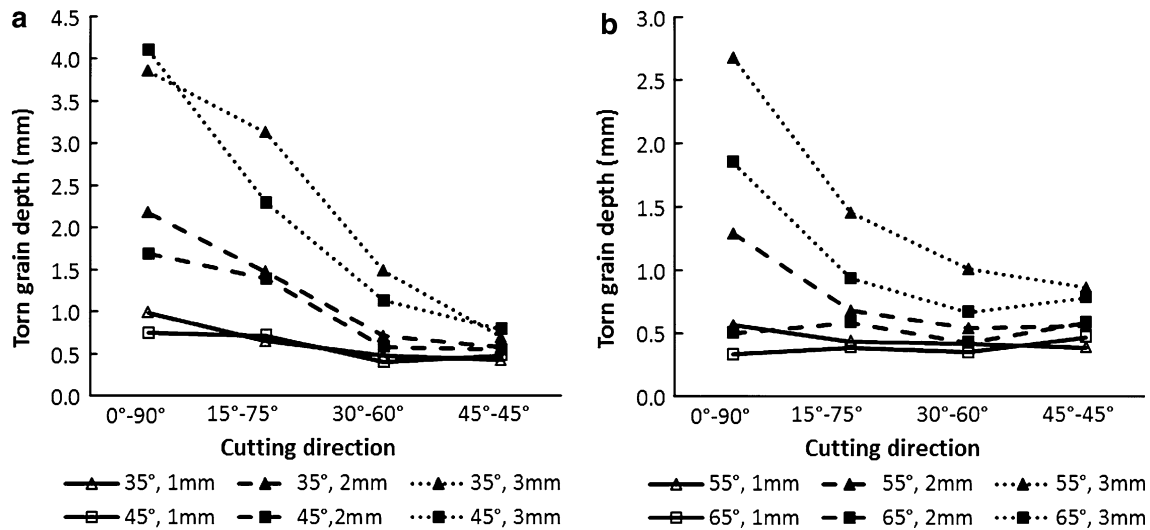 a
Torn grain depth (mm)
4.5
4.0
3.5
3.0
2.5
2.0
1.5
1.0
0.5
0.0
0°-90° 15°-75° 30°-60° 45°-45°
Cutting direction
35°, 1mm 35°, 2mm 35°, 3mm
45°, 1mm 45°,2mm 45°, 3mm
b
Torn grain depth (mm)
3.0
2.5
2.0
1.5
1.0
0.5
0.0
0°-90° 15°-75° 30°-60° 45°-45°
Cutting direction
55°, 1mm 55°, 2mm 55°, 3mm
65°, 1mm 65°, 2mm 65°, 3mm